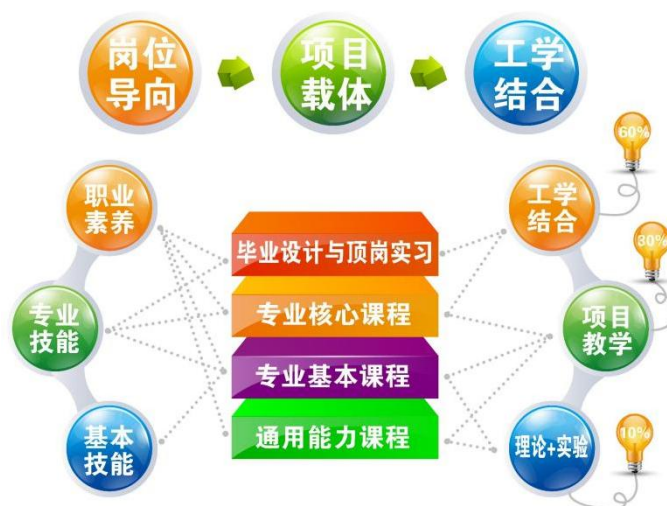 岗位
导向
项目
载体
工学
结合
60%
职业
素养
工学
结合
毕业设计与顶岗实习
30%
专业核心课程
专业
技能
项目
教学
专业基本课程
通用能力课程
基本
技能
理论+实验
10%